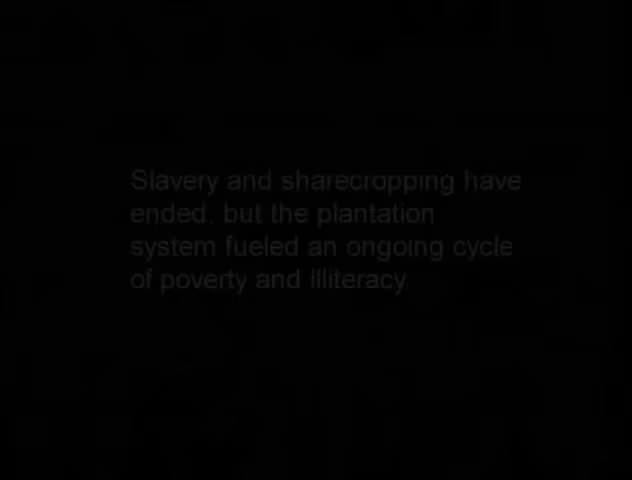 Slavery and sharecropping have
ended, but the plantation
system fueled an ongoing cycle
of poverty and illiteracy.